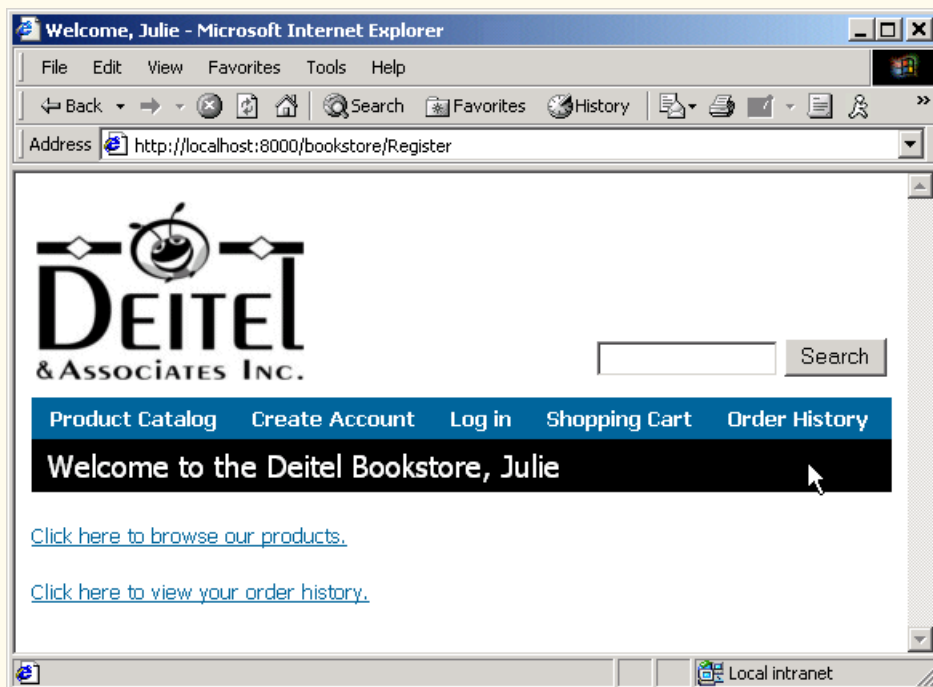 Welcome, Julie - Microsoft Internet Explorer
File Edit View Favorites Tools Help
Back Search Favorites History »
Address http://localhost:8000/bookstore/Register
DEITEL
& ASSOCIATES INC.
Search
Product Catalog Create Account Log in Shopping Cart Order History
Welcome to the Deitel Bookstore, Julie
Click here to browse our products.
Click here to view your order history.
Local intranet